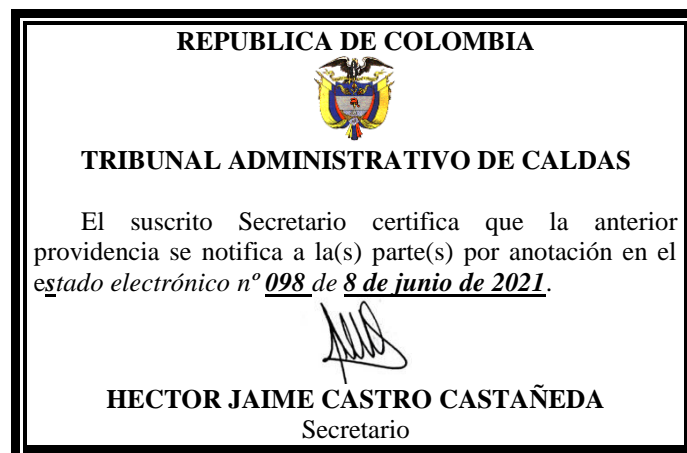 REPUBLICA DE COLOMBIA
TRIBUNAL ADMINISTRATIVO DE CALDAS
El suscrito Secretario certifica que la anterior
providencia se notifica a la(s) parte(s) por anotación en el
estado electrónico nº 098 de 8 de junio de 2021.
HECTOR JAIME CASTRO CASTAÑEDA
Secretario